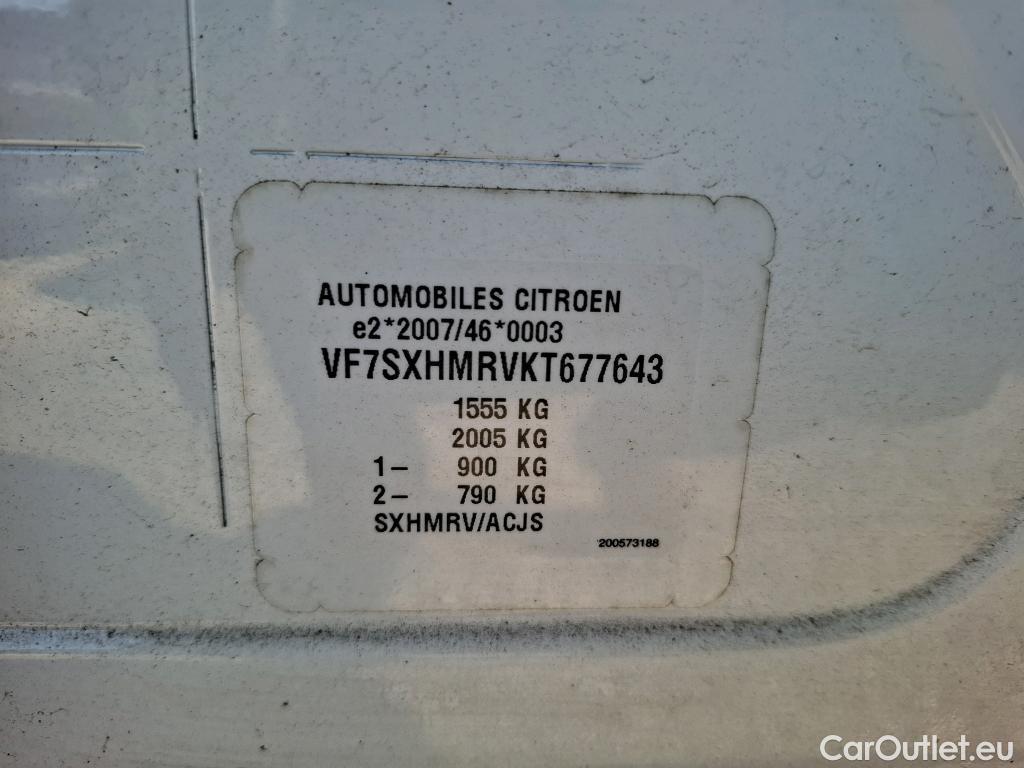 AUTOMOBILES CITROEN
e2*2007/46*0003
VF7SXHMRVKT677643
1555 KG
2005 KG
1– 900 KG
2– 790 KG
SXHMRV/ACJS
200573188
CarOutlet.eu